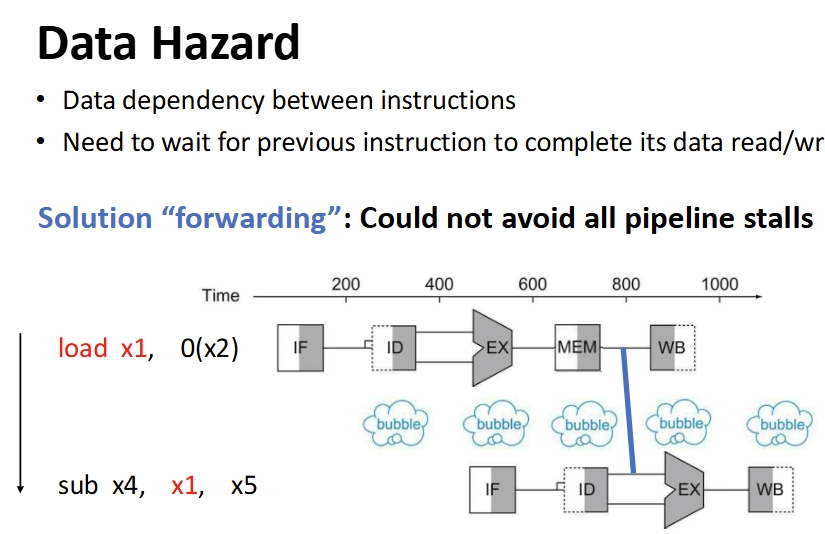 Data Hazard
• Data dependency between instructions
• Need to wait for previous instruction to complete its data read/wr
Solution “forwarding”: Could not avoid all pipeline stalls
Time 200 400 600 800 1000
load x1, 0(x2) IF ID EX MEM WB
bubble bubble bubble bubble bubble
sub x4, x1, x5 IF ID EX WB